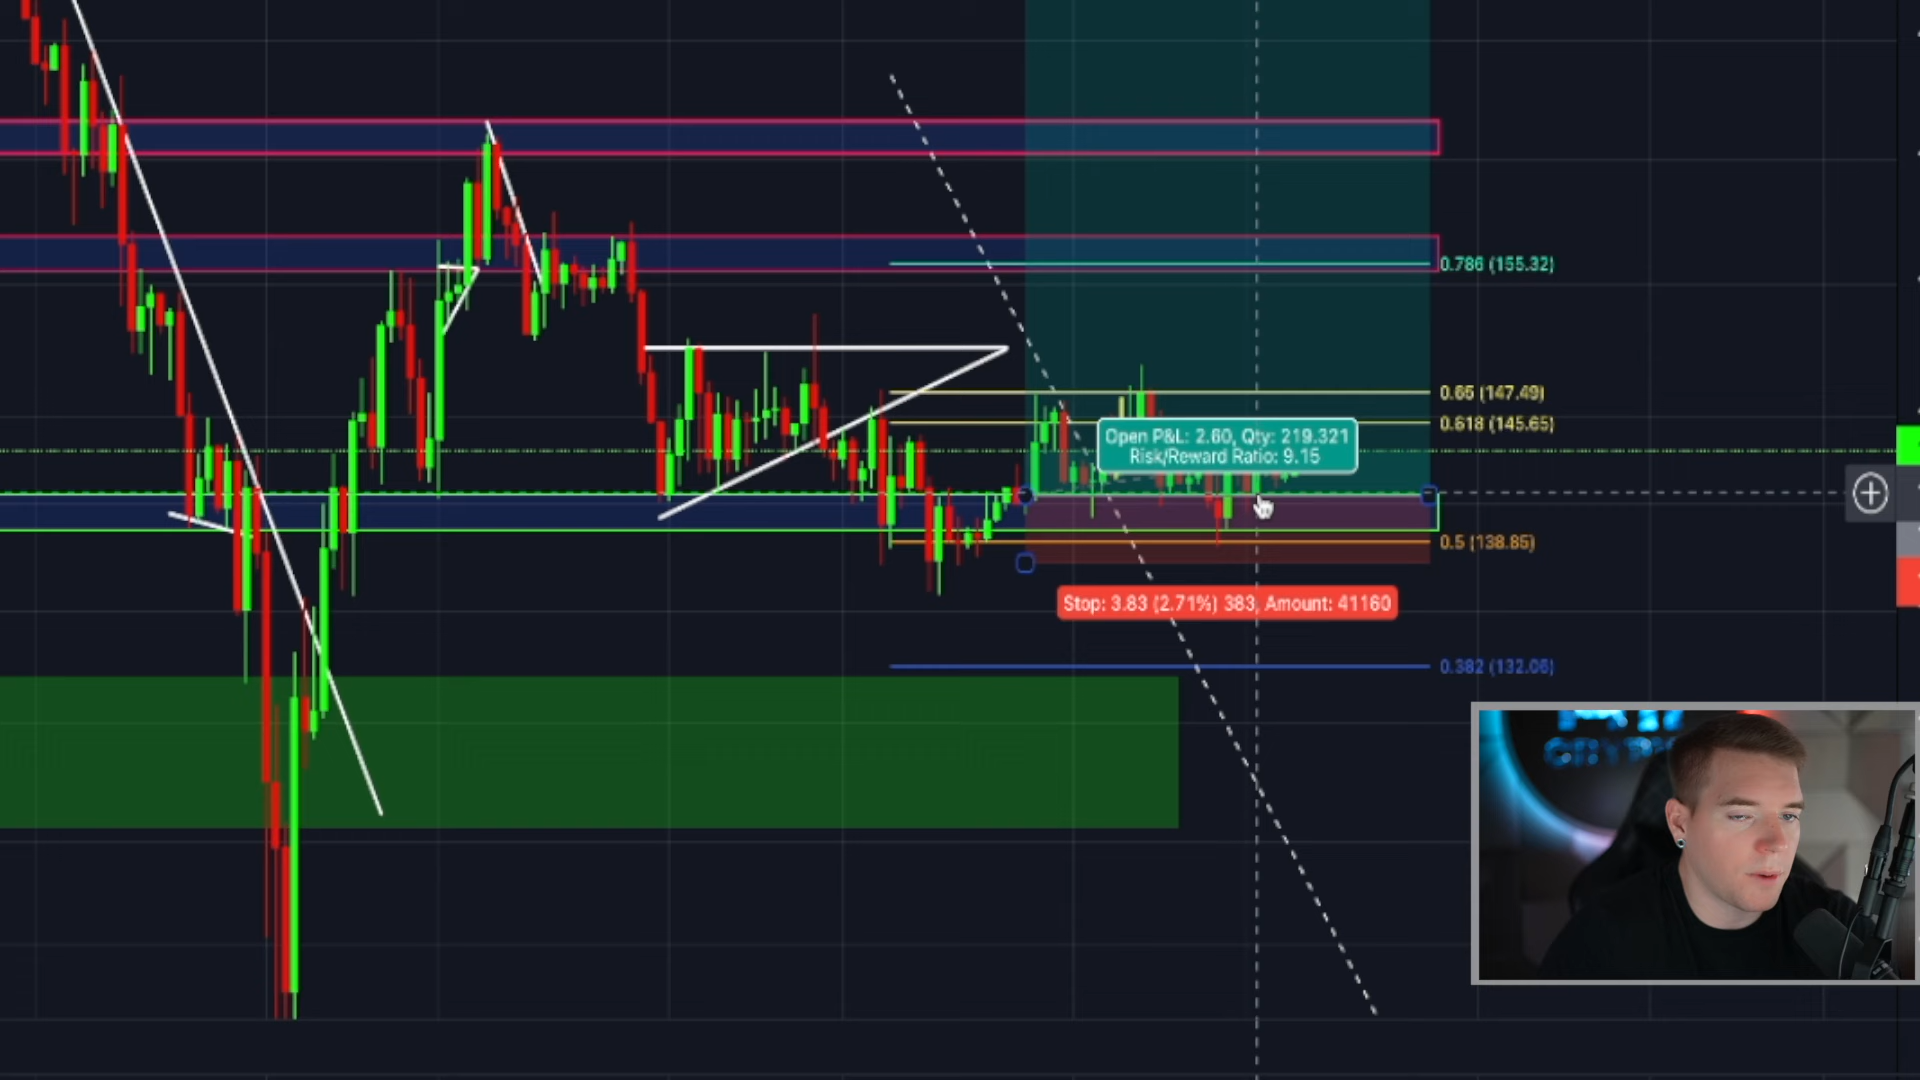 0.786 (155.32)
0.65 (147.49)
0.618 (145.65)
Open P&L: 2.60, Qty: 219.321
Risk/Reward Ratio: 9.15
0.5 (138.85)
Stop: 3.83 (2.71%) 383, Amount: 41160
0.382 (132.06)